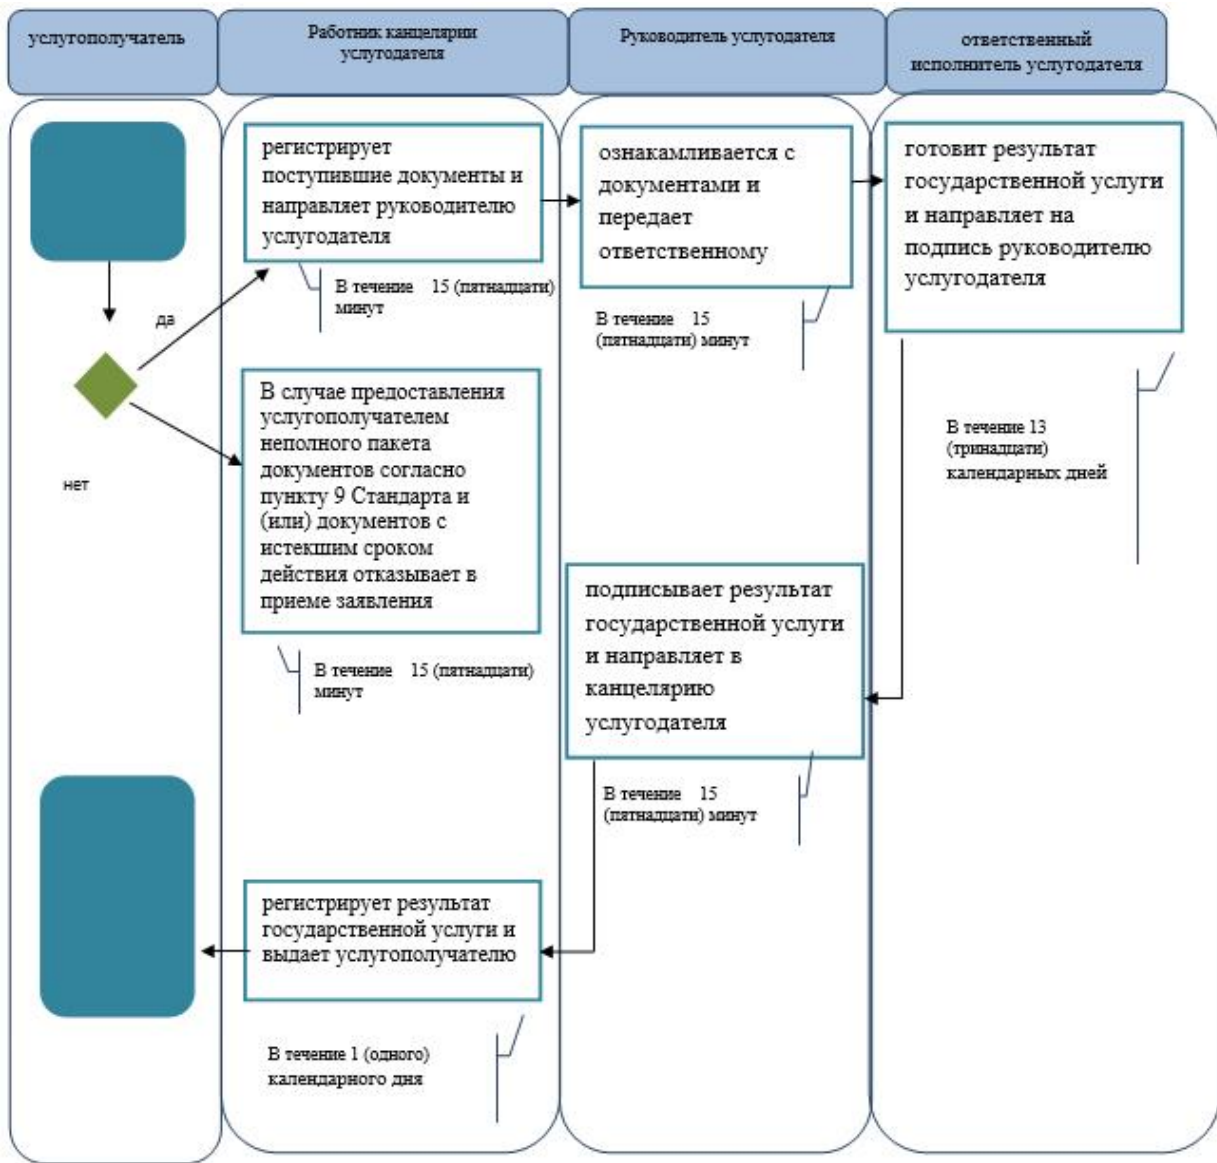 услугополучатель
Работник канцелярии
услугодателя
Руководитель услугодателя
ответственный
исполнитель услугодателя
регистрирует
поступившие документы и
направляет руководителю
услугодателя
В течение 15 (пятнадцати)
минут
ознакамливается с
документами и
передает
ответственному
В течение 15
(пятнадцати) минут
готовит результат
государственной услуги
и направляет на
подпись руководителю
услугодателя
В течение 13
(тринадцати)
календарных дней
да
нет
В случае предоставления
услугополучателем
неполного пакета
документов согласно
пункту 9 Стандарта и
(или) документов с
истекшим сроком
действия отказывает в
приеме заявления
В течение 15 (пятнадцати)
минут
подписывает результат
государственной услуги
и направляет в
канцелярию
услугодателя
В течение 15
(пятнадцати) минут
регистрирует результат
государственной услуги и
выдает услугополучателю
В течение 1 (одного)
календарного дня